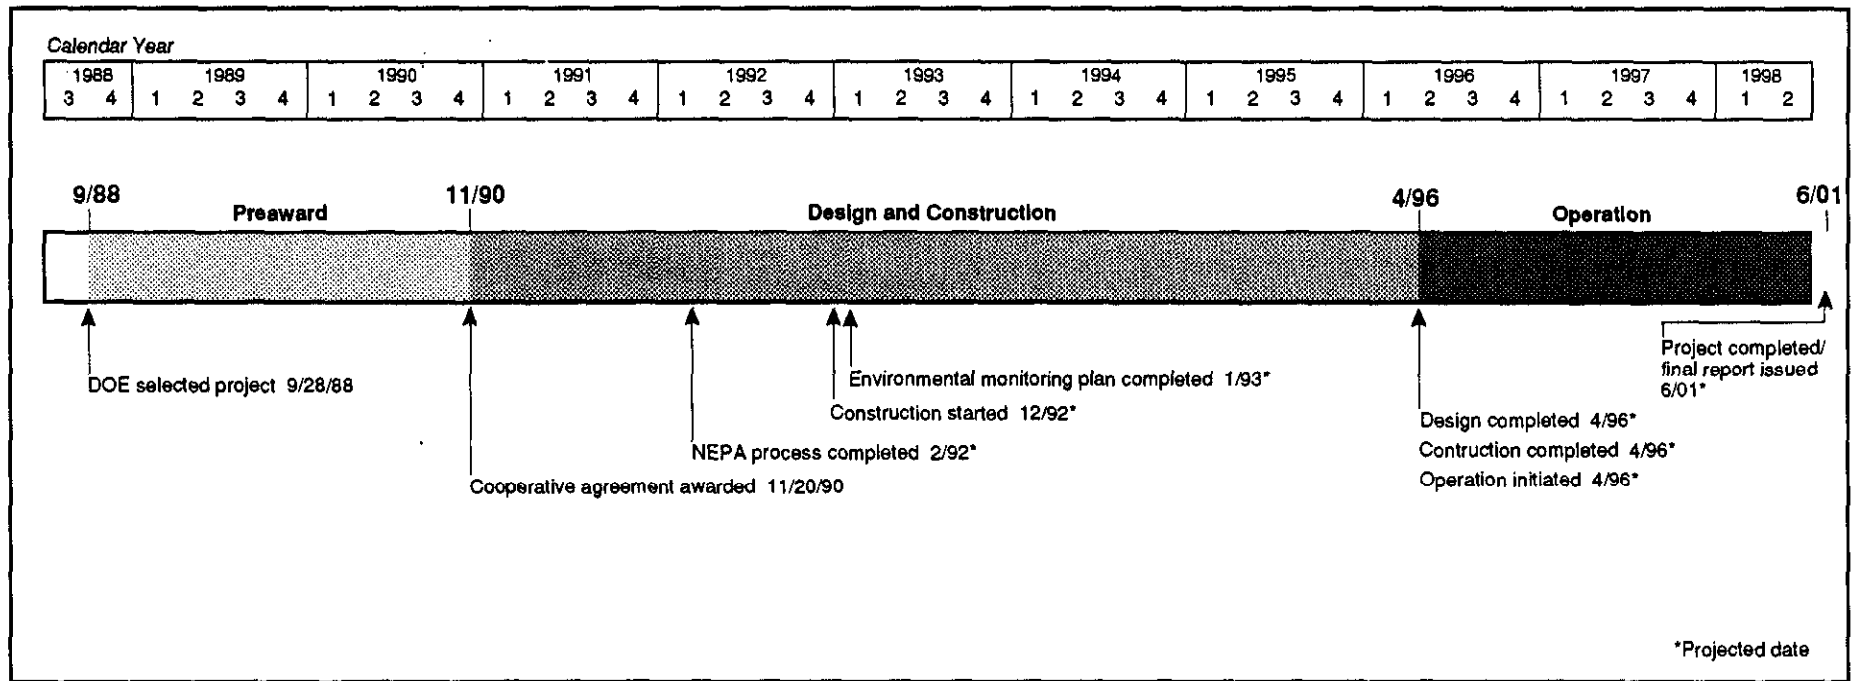 Calendar Year
1988 1989 1990 1991 1992 1993 1994 1995 1996 1997 1998
3 4 1 2 3 4 1 2 3 4 1 2 3 4 1 2 3 4 1 2 3 4 1 2 3 4 1 2 3 4 1 2 3 4 1 2 3 4 1 2
9/88 11/90 4/96 6/01
Preaward Design and Construction Operation
DOE selected project 9/28/88
Environmental monitoring plan completed 1/93*
Construction started 12/92*
NEPA process completed 2/92*
Cooperative agreement awarded 11/20/90
Design completed 4/96*
Contruction completed 4/96*
Operation initiated 4/96*
Project completed/
final report issued
6/01*
*Projected date